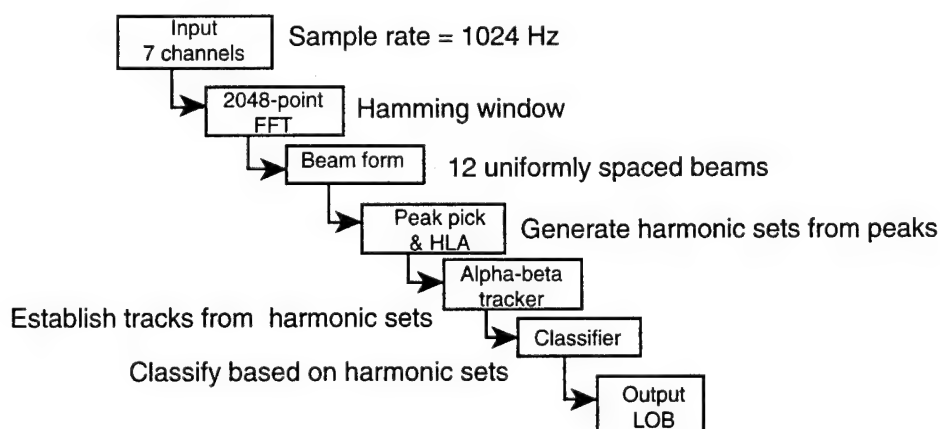 Input
7 channels
Sample rate = 1024 Hz
2048-point
FFT
Hamming window
Beam form
12 uniformly spaced beams
Peak pick
& HLA
Generate harmonic sets from peaks
Alpha-beta
tracker
Establish tracks from harmonic sets
Classifier
Classify based on harmonic sets
Output
LOB